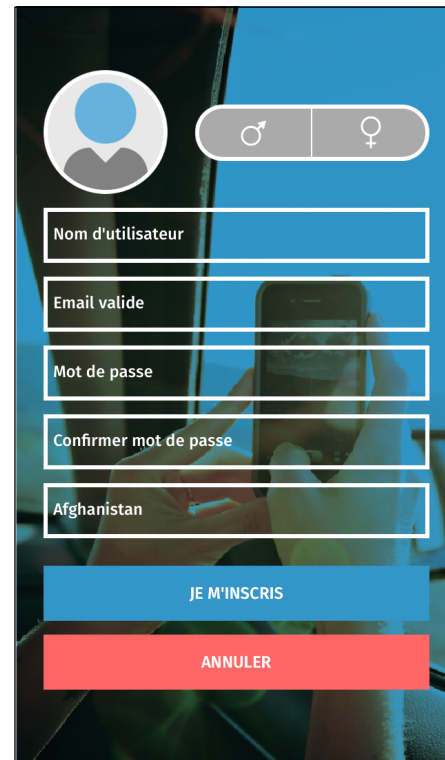 Nom d'utilisateur
Email valide
Mot de passe
Confirmer mot de passe
Afghanistan
JE M'INSCRIS
ANNULER